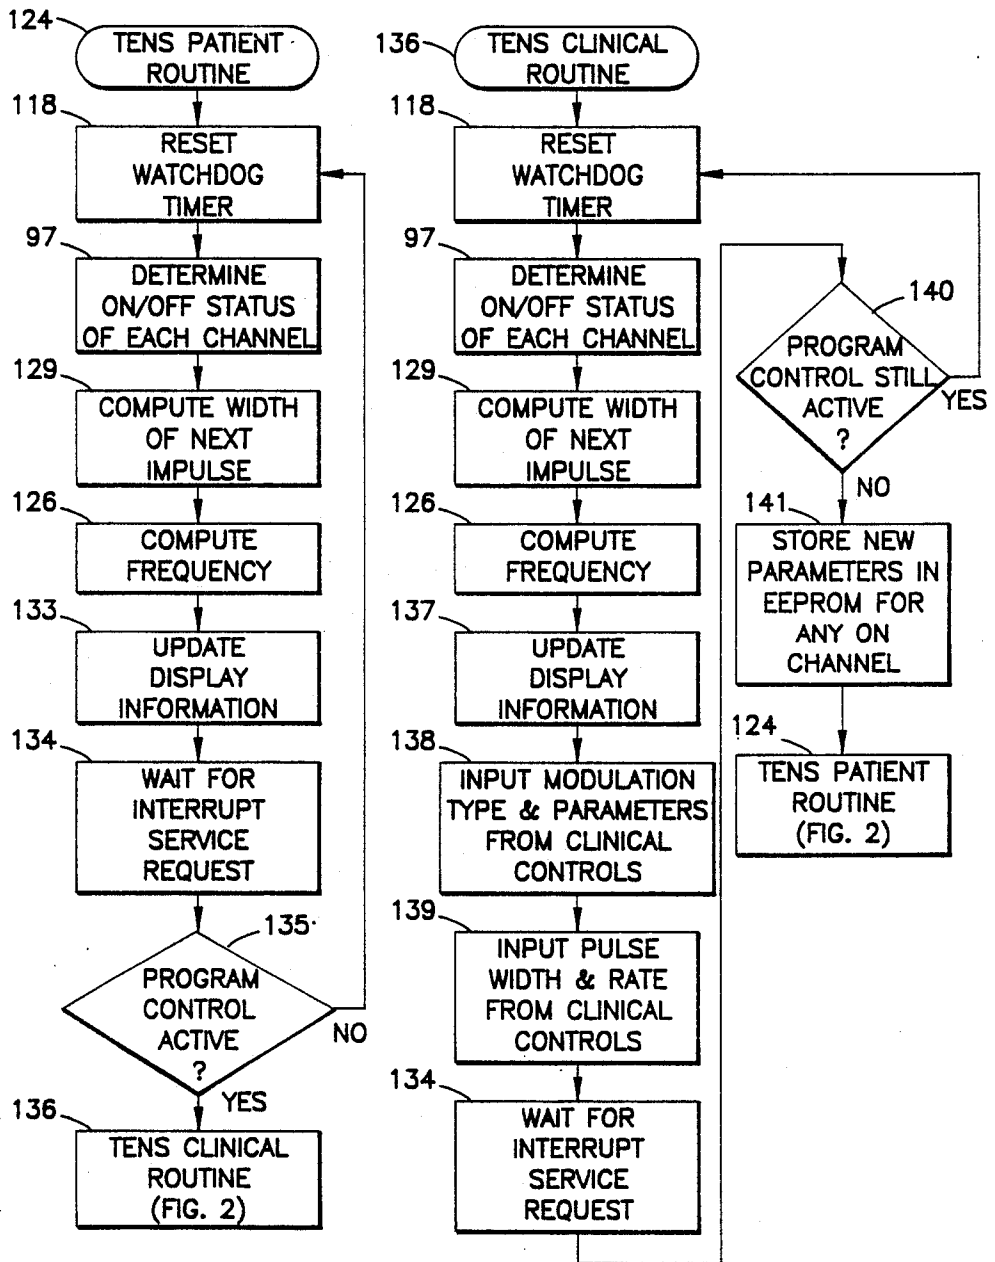 124
TENS PATIENT
ROUTINE
118
RESET
WATCHDOG
TIMER
97
DETERMINE
ON/OFF STATUS
OF EACH CHANNEL
129
COMPUTE WIDTH
OF NEXT
IMPULSE
126
COMPUTE
FREQUENCY
133
UPDATE
DISPLAY
INFORMATION
134
WAIT FOR
INTERRUPT
SERVICE
REQUEST
135
PROGRAM
CONTROL
ACTIVE
?
NO
YES
136
TENS CLINICAL
ROUTINE
(FIG. 2)
136
TENS CLINICAL
ROUTINE
118
RESET
WATCHDOG
TIMER
97
DETERMINE
ON/OFF STATUS
OF EACH CHANNEL
129
COMPUTE WIDTH
OF NEXT
IMPULSE
126
COMPUTE
FREQUENCY
137
UPDATE
DISPLAY
INFORMATION
138
INPUT MODULATION
TYPE & PARAMETERS
FROM CLINICAL
CONTROLS
139
INPUT PULSE
WIDTH & RATE
FROM CLINICAL
CONTROLS
134
WAIT FOR
INTERRUPT
SERVICE
REQUEST
140
PROGRAM
CONTROL STILL
ACTIVE
?
YES
NO
141
STORE NEW
PARAMETERS IN
EEPROM FOR
ANY ON
CHANNEL
124
TENS PATIENT
ROUTINE
(FIG. 2)